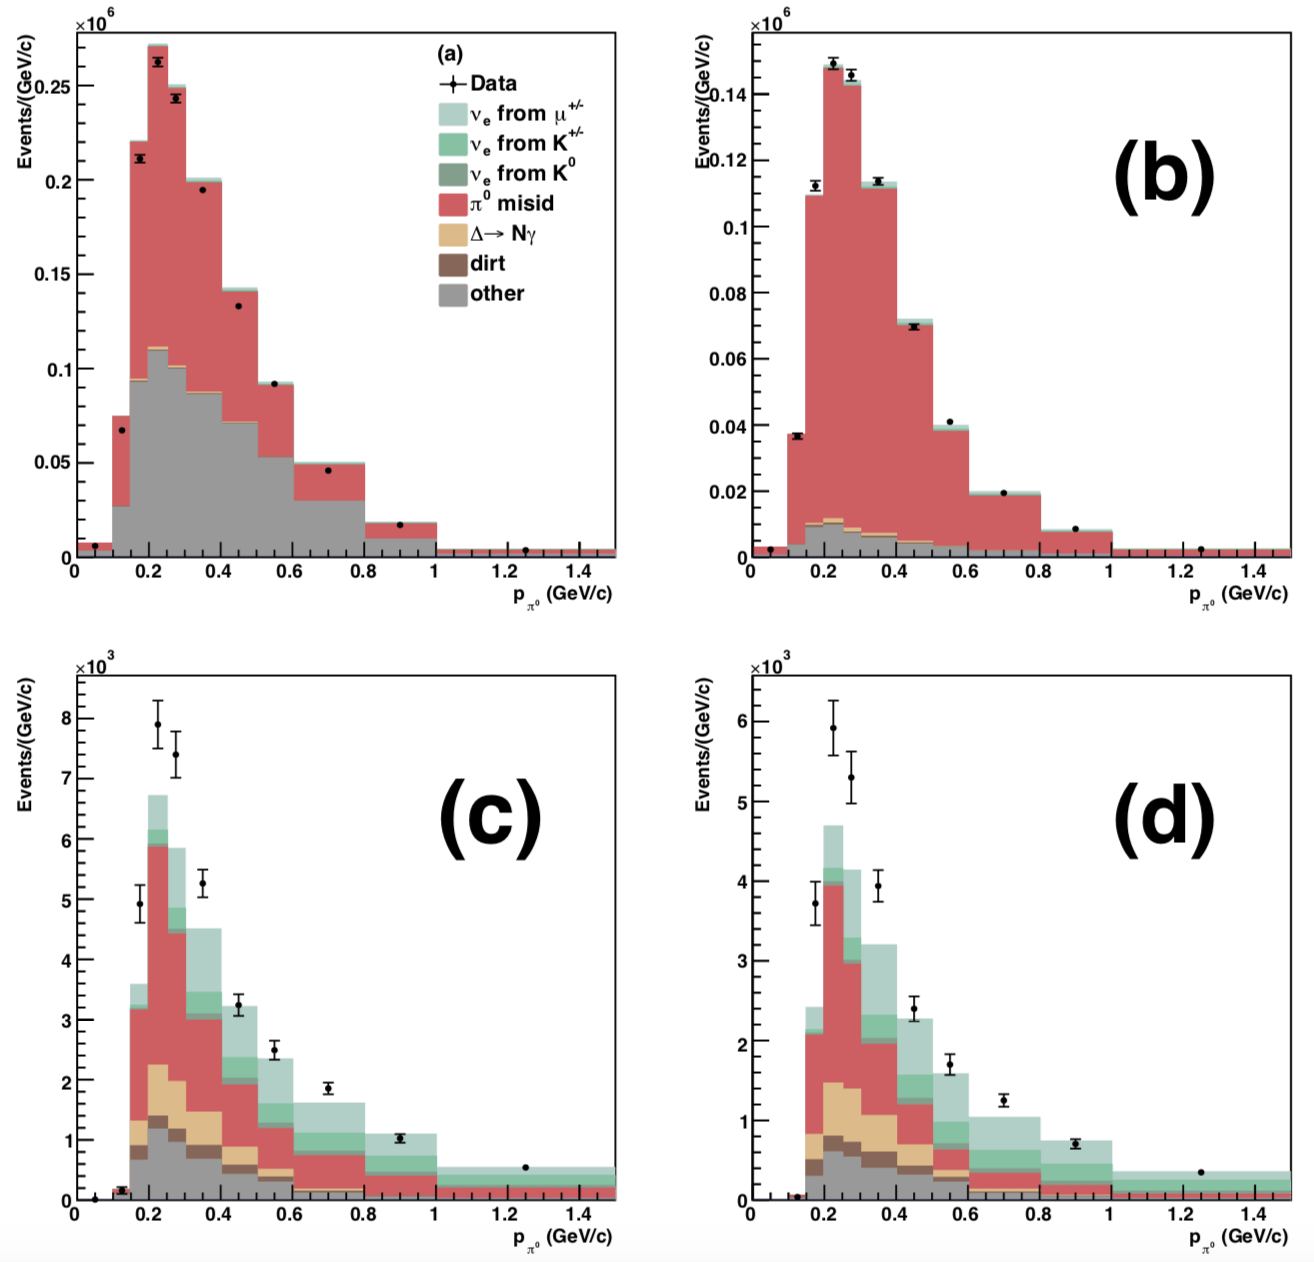 ×10⁶
Events/(GeV/c)
(a)
Data
νₑ from μ⁺/⁻
νₑ from K⁺/⁻
νₑ from K⁰
π⁰ misid
Δ→ Nγ
dirt
other
0.25
0.2
0.15
0.1
0.05
0
0 0.2 0.4 0.6 0.8 1 1.2 1.4
p_π⁰ (GeV/c)
×10⁶
Events/(GeV/c)
(b)
0.14
0.12
0.1
0.08
0.06
0.04
0.02
0
0 0.2 0.4 0.6 0.8 1 1.2 1.4
p_π⁰ (GeV/c)
×10³
Events/(GeV/c)
(c)
8
7
6
5
4
3
2
1
0
0 0.2 0.4 0.6 0.8 1 1.2 1.4
p_π⁰ (GeV/c)
×10³
Events/(GeV/c)
(d)
6
5
4
3
2
1
0
0 0.2 0.4 0.6 0.8 1 1.2 1.4
p_π⁰ (GeV/c)